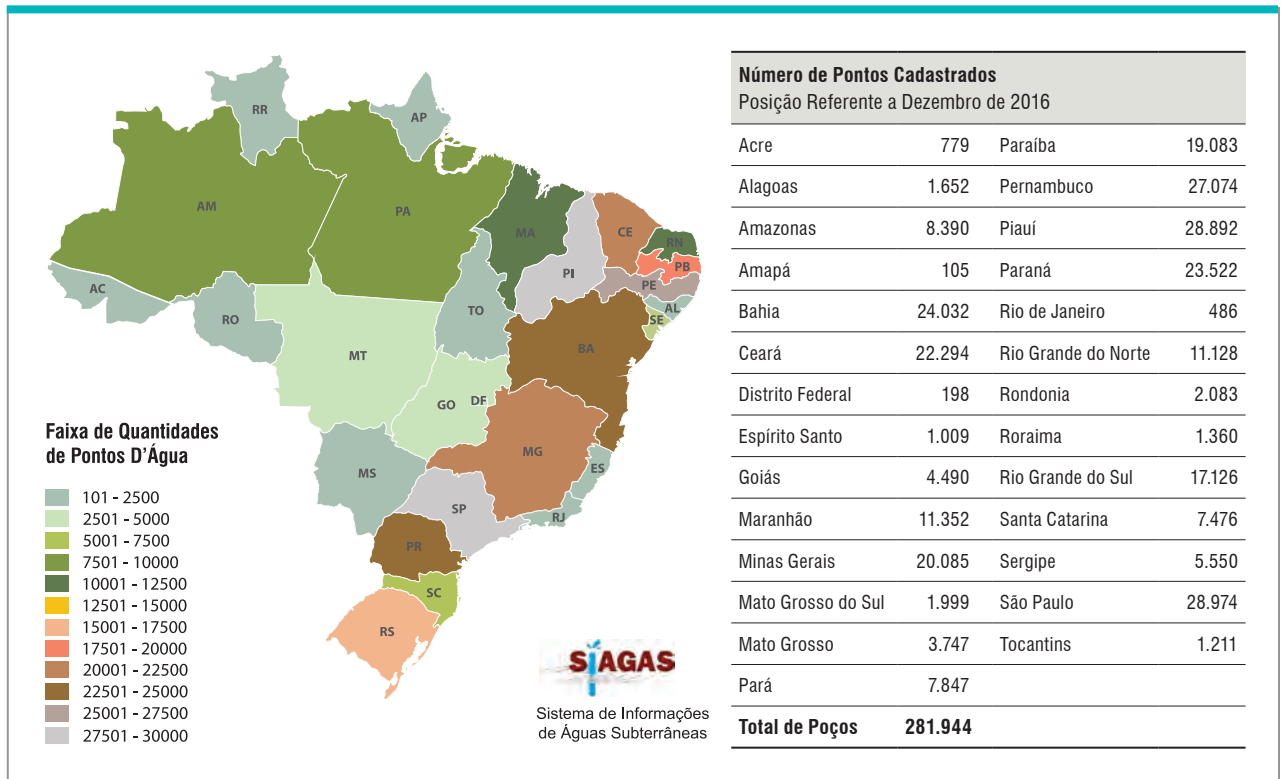 RR
AP
AM
PA
MA
CE
RN
PB
PI
PE
AC
AL
TO
SE
RO
BA
MT
GO
DF
MG
ES
MS
SP
RJ
PR
SC
RS
Faixa de Quantidades
de Pontos D'Água
101 - 2500
2501 - 5000
5001 - 7500
7501 - 10000
10001 - 12500
12501 - 15000
15001 - 17500
17501 - 20000
20001 - 22500
22501 - 25000
25001 - 27500
27501 - 30000
SIAGAS
Sistema de Informações
de Águas Subterrâneas
Número de Pontos Cadastrados
Posição Referente a Dezembro de 2016
Acre 779 Paraíba 19.083
Alagoas 1.652 Pernambuco 27.074
Amazonas 8.390 Piauí 28.892
Amapá 105 Paraná 23.522
Bahia 24.032 Rio de Janeiro 486
Ceará 22.294 Rio Grande do Norte 11.128
Distrito Federal 198 Rondonia 2.083
Espírito Santo 1.009 Roraima 1.360
Goiás 4.490 Rio Grande do Sul 17.126
Maranhão 11.352 Santa Catarina 7.476
Minas Gerais 20.085 Sergipe 5.550
Mato Grosso do Sul 1.999 São Paulo 28.974
Mato Grosso 3.747 Tocantins 1.211
Pará 7.847
Total de Poços 281.944